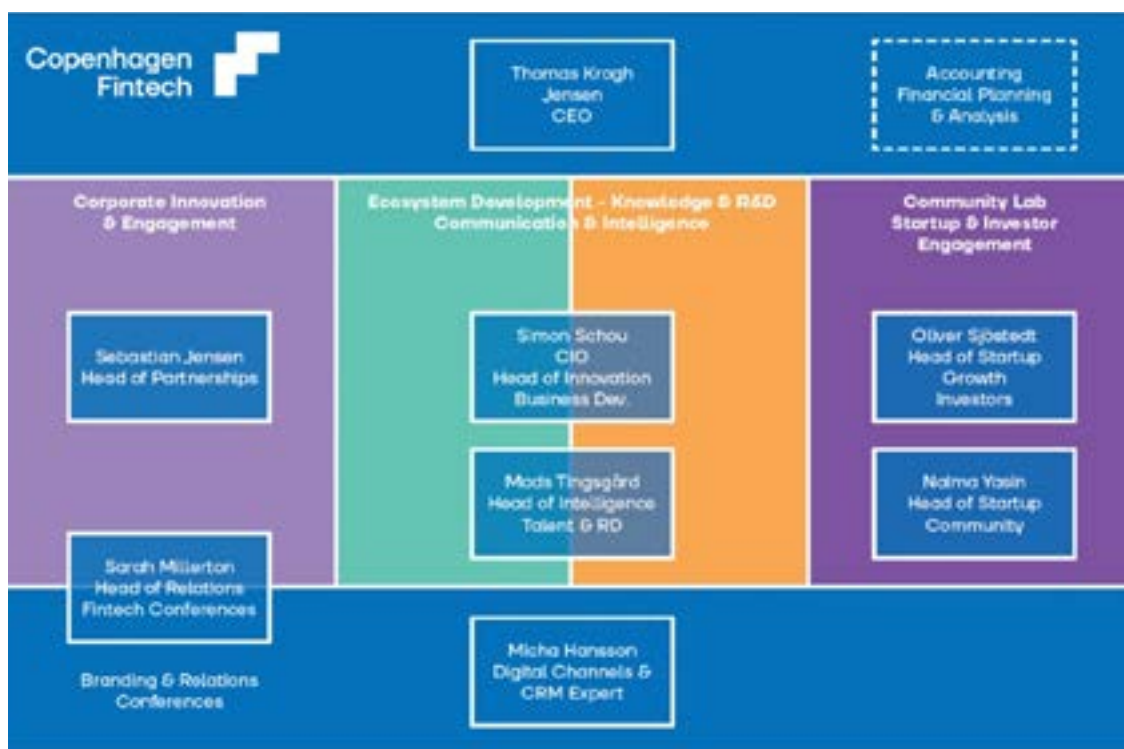 Copenhagen
Fintech
Thomas Krogh
Jensen
CEO
Accounting
Financial Planning
& Analysis
Corporate Innovation
& Engagement
Ecosystem Development - Knowledge & R&D
Communication & Intelligence
Community Lab
Startup & Investor
Engagement
Sebastian Jensen
Head of Partnerships
Simon Schou
CIO
Head of Innovation
Business Dev.
Oliver Sjöstedt
Head of Startup
Growth
Investors
Mads Tingsgård
Head of Intelligence
Talent & RD
Naima Yasin
Head of Startup
Community
Sarah Millerton
Head of Relations
Fintech Conferences
Branding & Relations
Conferences
Micha Hansson
Digital Channels &
CRM Expert